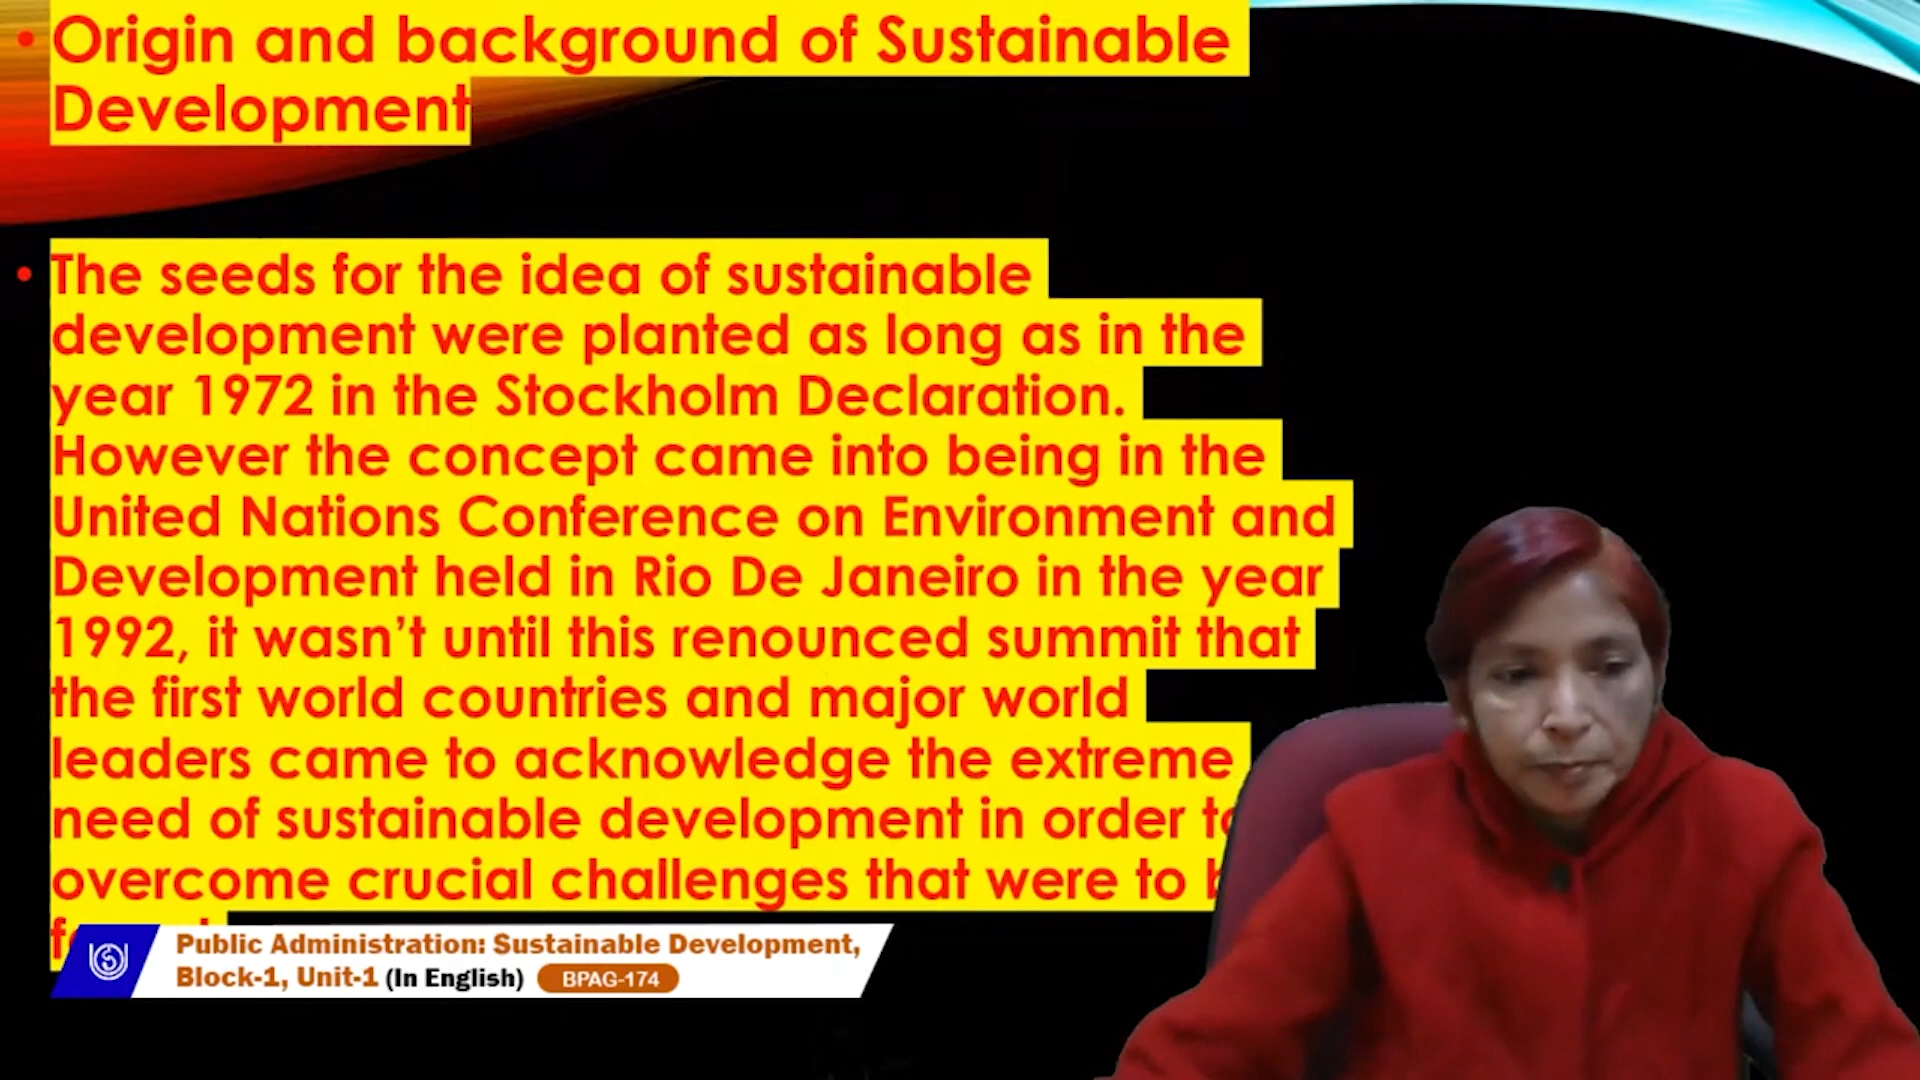 • Origin and background of Sustainable
Development
• The seeds for the idea of sustainable
development were planted as long as in the
year 1972 in the Stockholm Declaration.
However the concept came into being in the
United Nations Conference on Environment and
Development held in Rio De Janeiro in the year
1992, it wasn’t until this renounced summit that
the first world countries and major world
leaders came to acknowledge the extreme
need of sustainable development in order
overcome crucial challenges that were to
Public Administration: Sustainable Development,
Block-1, Unit-1 (In English) BPAG-174